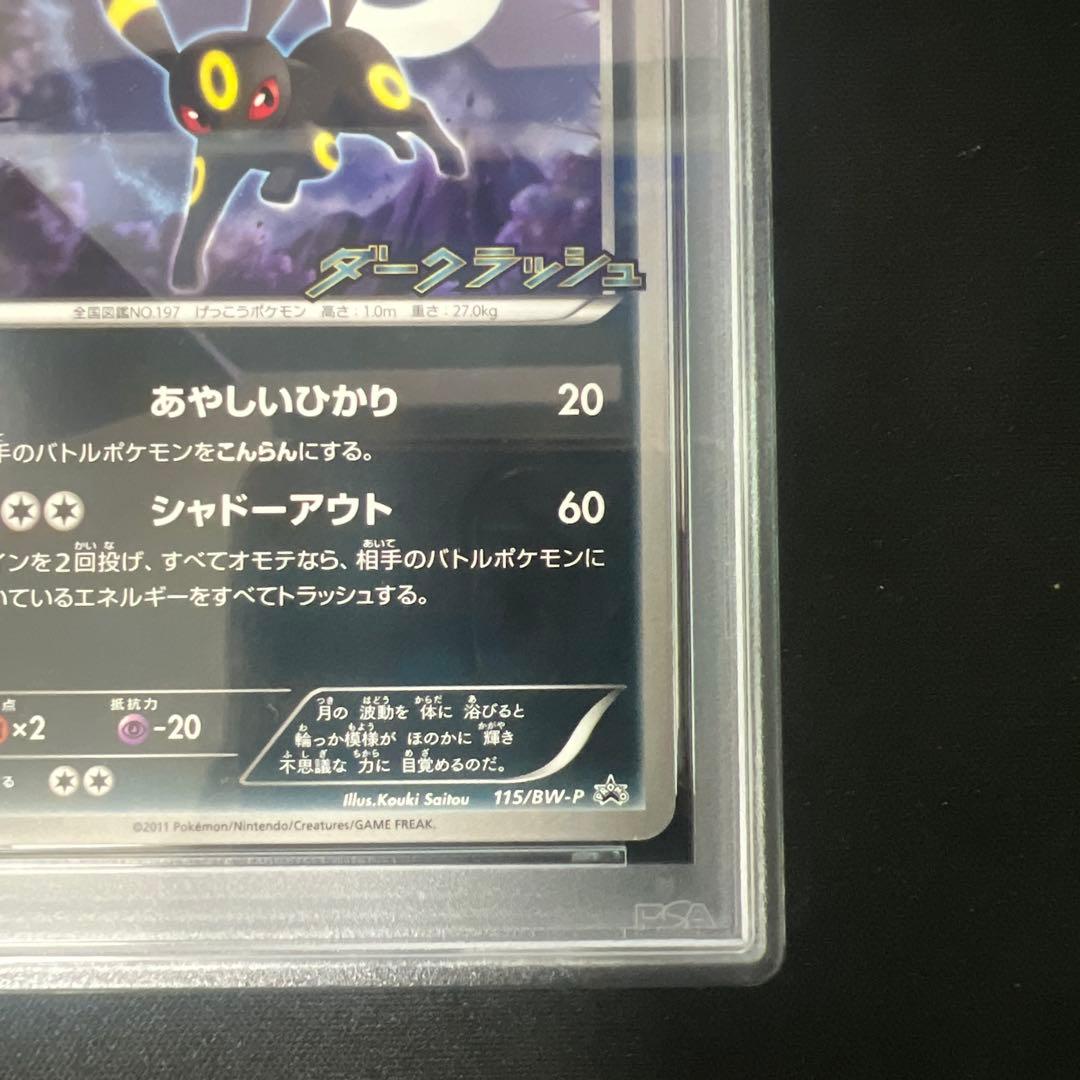 ダークラッシュ
全国図鑑NO.197 げっこうポケモン 高さ:1.0m 重さ:27.0kg
あやしいひかり 20
手のバトルポケモンをこんらんにする。
シャドーアウト 60
インを2回投げ、すべてオモテなら、相手のバトルポケモンに
いているエネルギーをすべてトラッシュする。
点 ×2 抵抗力 -20
月の 波動を 体に 浴びると
輪っか模様が ほのかに 輝き
不思議な 力に 目覚めるのだ。
る
Illus.Kouki Saitou 115/BW-P PROMO
©2011 Pokémon/Nintendo/Creatures/GAME FREAK.
PSA